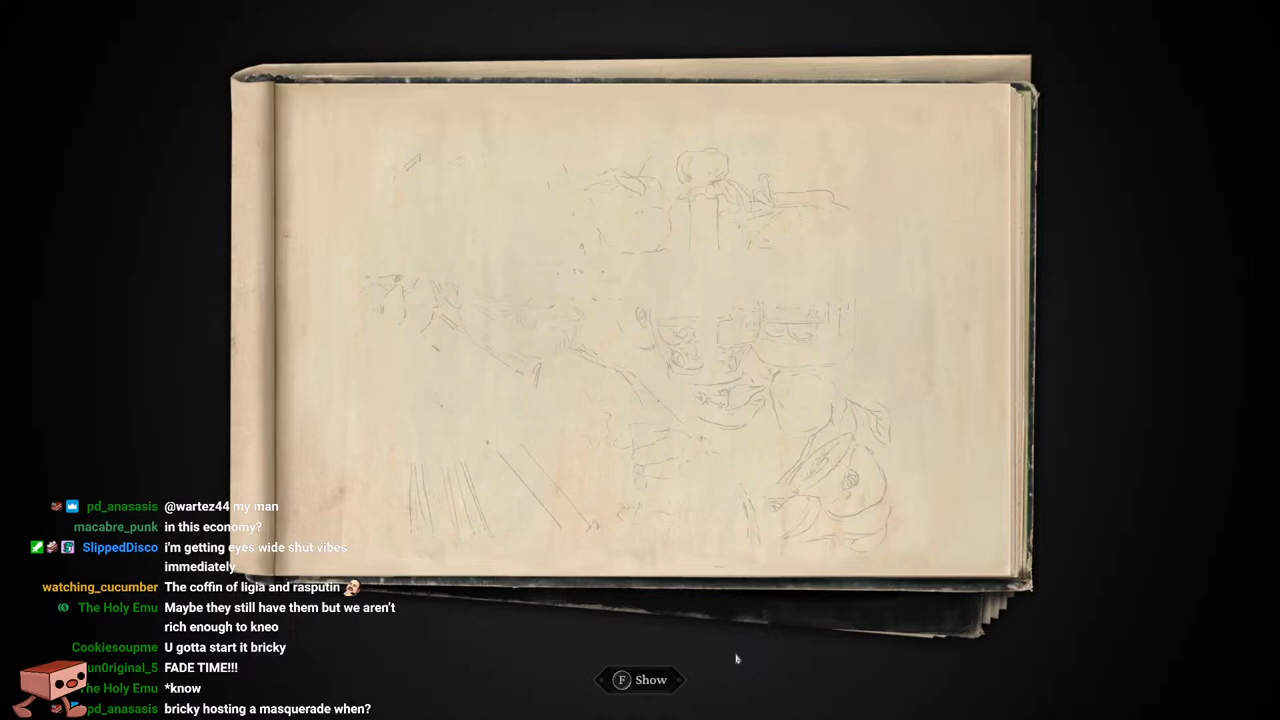 pd_anasasis @wartez44 my man
macabre_punk in this economy?
SlippedDisco i'm getting eyes wide shut vibes
immediately
watching_cucumber The coffin of ligia and rasputin
The Holy Emu Maybe they still have them but we aren't
rich enough to kneo
Cookiesoupme U gotta start it bricky
un0riginal_5 FADE TIME!!!
The Holy Emu *know
pd_anasasis bricky hosting a masquerade when?
F Show